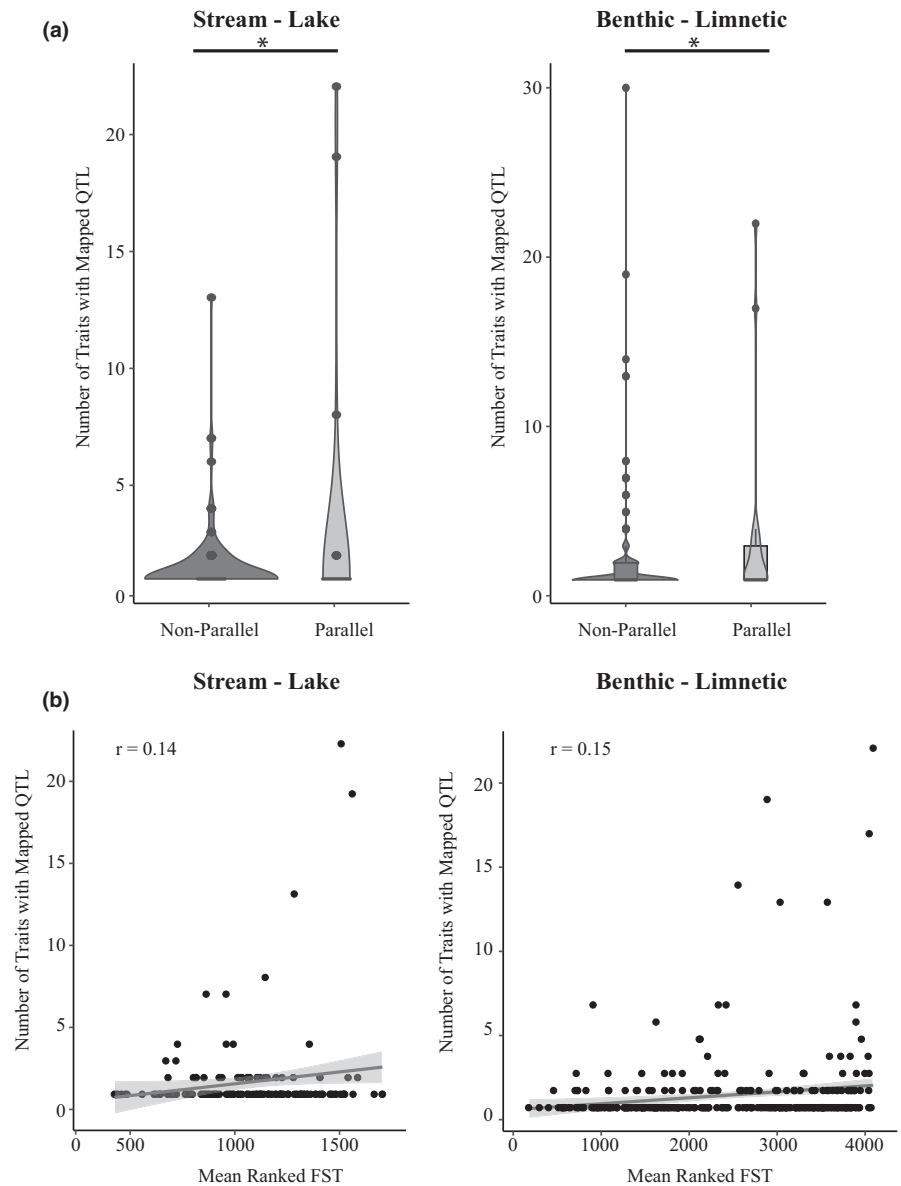 (a)
Stream - Lake
*
Number of Traits with Mapped QTL
20
15
10
5
0
Non-Parallel
Parallel
Benthic - Limnetic
*
Number of Traits with Mapped QTL
30
20
10
0
Non-Parallel
Parallel
(b)
Stream - Lake
r = 0.14
Number of Traits with Mapped QTL
20
15
10
5
0
0
500
1000
1500
Mean Ranked FST
Benthic - Limnetic
r = 0.15
Number of Traits with Mapped QTL
20
15
10
5
0
0
1000
2000
3000
4000
Mean Ranked FST